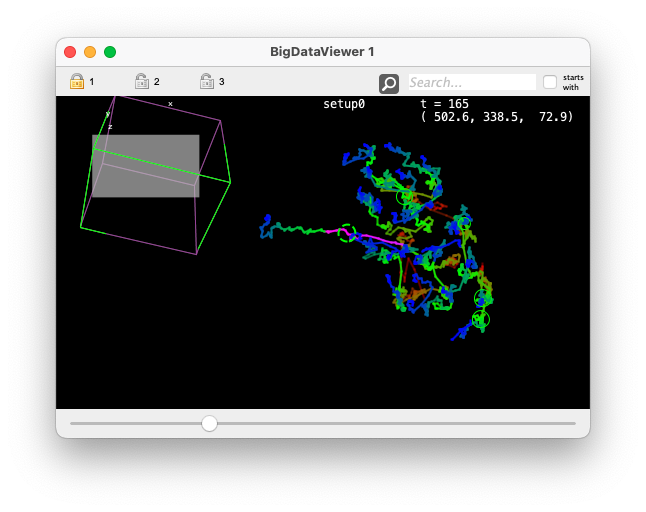 BigDataViewer 1
1 2 3 Search... starts
with
setup0 t = 165
( 502.6, 338.5,  72.9)
x
y
z